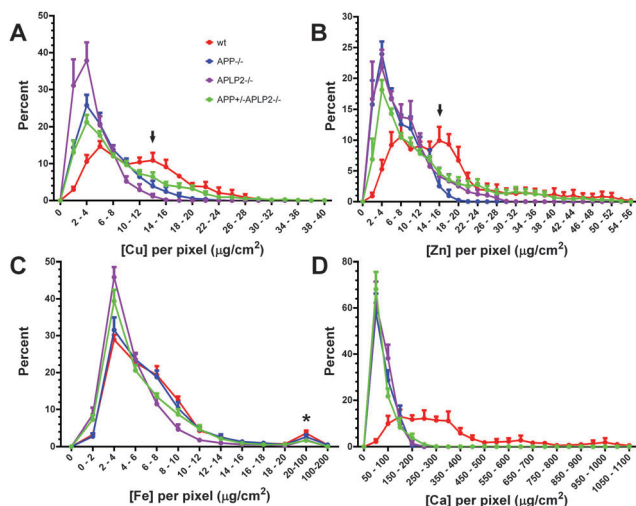 A
50
40
30
20
10
0
Percent
wt
APP-/-
APLP2-/-
APP+/-APLP2-/-
0
2 - 4
6 - 8
10 - 12
14 - 16
18 - 20
22 - 24
26 - 28
30 - 32
34 - 36
38 - 40
[Cu] per pixel (µg/cm²)
B
30
25
20
15
10
5
0
Percent
0
2 - 4
6 - 8
10 - 12
14 - 16
18 - 20
22 - 24
26 - 28
30 - 32
34 - 36
38 - 40
42 - 44
46 - 48
50 - 52
54 - 56
[Zn] per pixel (µg/cm²)
C
50
40
30
20
10
0
Percent
*
0
0 - 2
2 - 4
4 - 6
6 - 8
8 - 10
10 - 12
12 - 14
14 - 16
16 - 18
18 - 20
20-100
100-200
[Fe] per pixel (µg/cm²)
D
80
60
40
20
0
Percent
0
50 - 100
150 - 200
250 - 300
350 - 400
450 - 500
550 - 600
650 - 700
750 - 800
850 - 900
950 - 1000
1050 - 1100
[Ca] per pixel (µg/cm²)